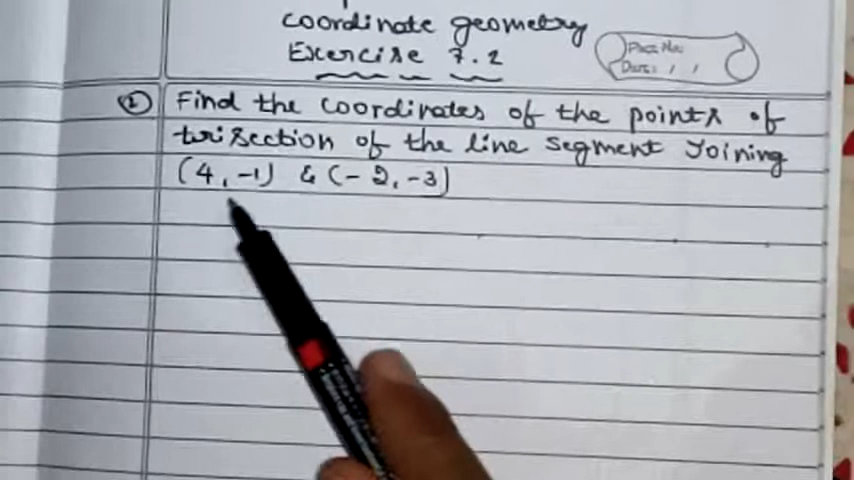 coordinate geometry
Exercise 7.2
Page No:
Date: / /
② Find the coordinates of the points of
trisection of the line segment Joining
(4, -1) & (-2, -3)